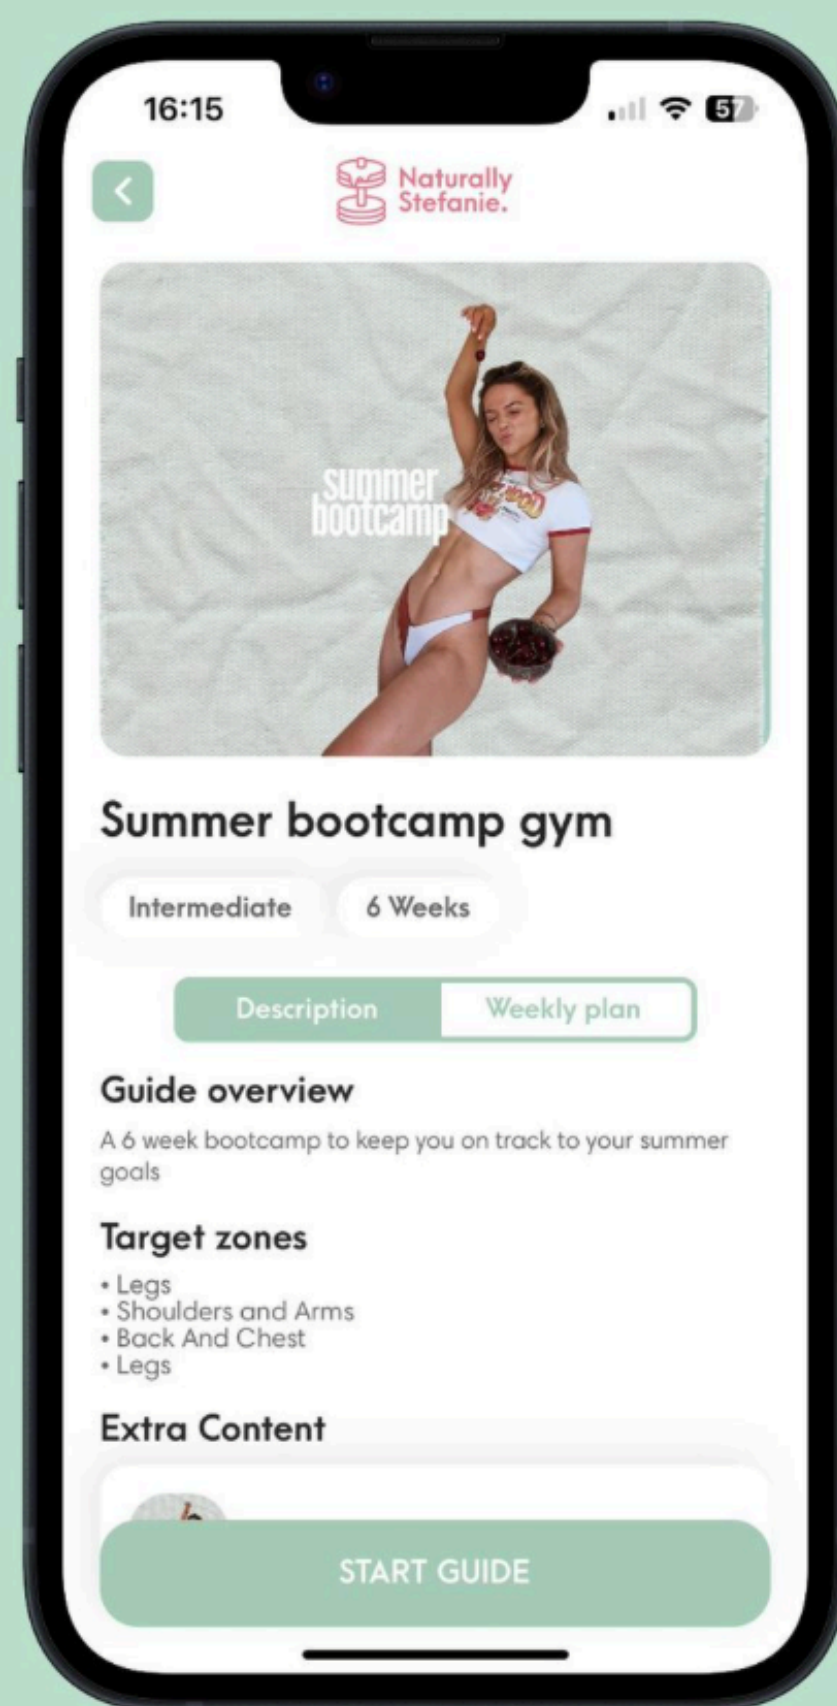 16:15
57
Naturally
Stefanie.
summer
bootcamp
Summer bootcamp gym
Intermediate
6 Weeks
Description
Weekly plan
Guide overview
A 6 week bootcamp to keep you on track to your summer
goals
Target zones
• Legs
• Shoulders and Arms
• Back And Chest
• Legs
Extra Content
START GUIDE